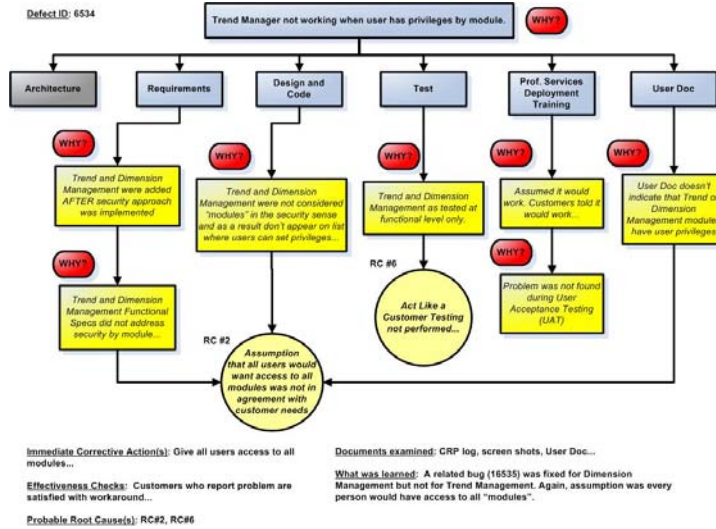 Defect ID: 6534
Trend Manager not working when user has privileges by module.
WHY?
Architecture
Requirements
Design and
Code
Test
Prof. Services
Deployment
Training
User Doc
WHY?
WHY?
WHY?
WHY?
WHY?
Trend and Dimension
Management were added
AFTER security approach
was implemented
Trend and Dimension
Management were not considered
"modules" in the security sense
and as a result don't appear on list
where users can set privileges...
Trend and Dimension
Management as tested at
functional level only.
Assumed it would
work. Customers told it
would work...
User Doc doesn't
indicate that Trend or
Dimension
Management modules
have user privileges
WHY?
WHY?
RC #6
Trend and Dimension
Management Functional
Specs did not address
security by module...
Act Like a
Customer Testing
not performed...
Problem was not found
during User
Acceptance Testing
(UAT)
RC #2
Assumption
that all users would
want access to all
modules was not in
agreement with
customer needs
Immediate Corrective Action(s): Give all users access to all
modules...
Effectiveness Checks: Customers who report problem are
satisfied with workaround...
Probable Root Cause(s): RC#2, RC#6
Documents examined: CRP log, screen shots, User Doc...
What was learned: A related bug (16535) was fixed for Dimension
Management but not for Trend Management. Again, assumption was every
person would have access to all "modules".